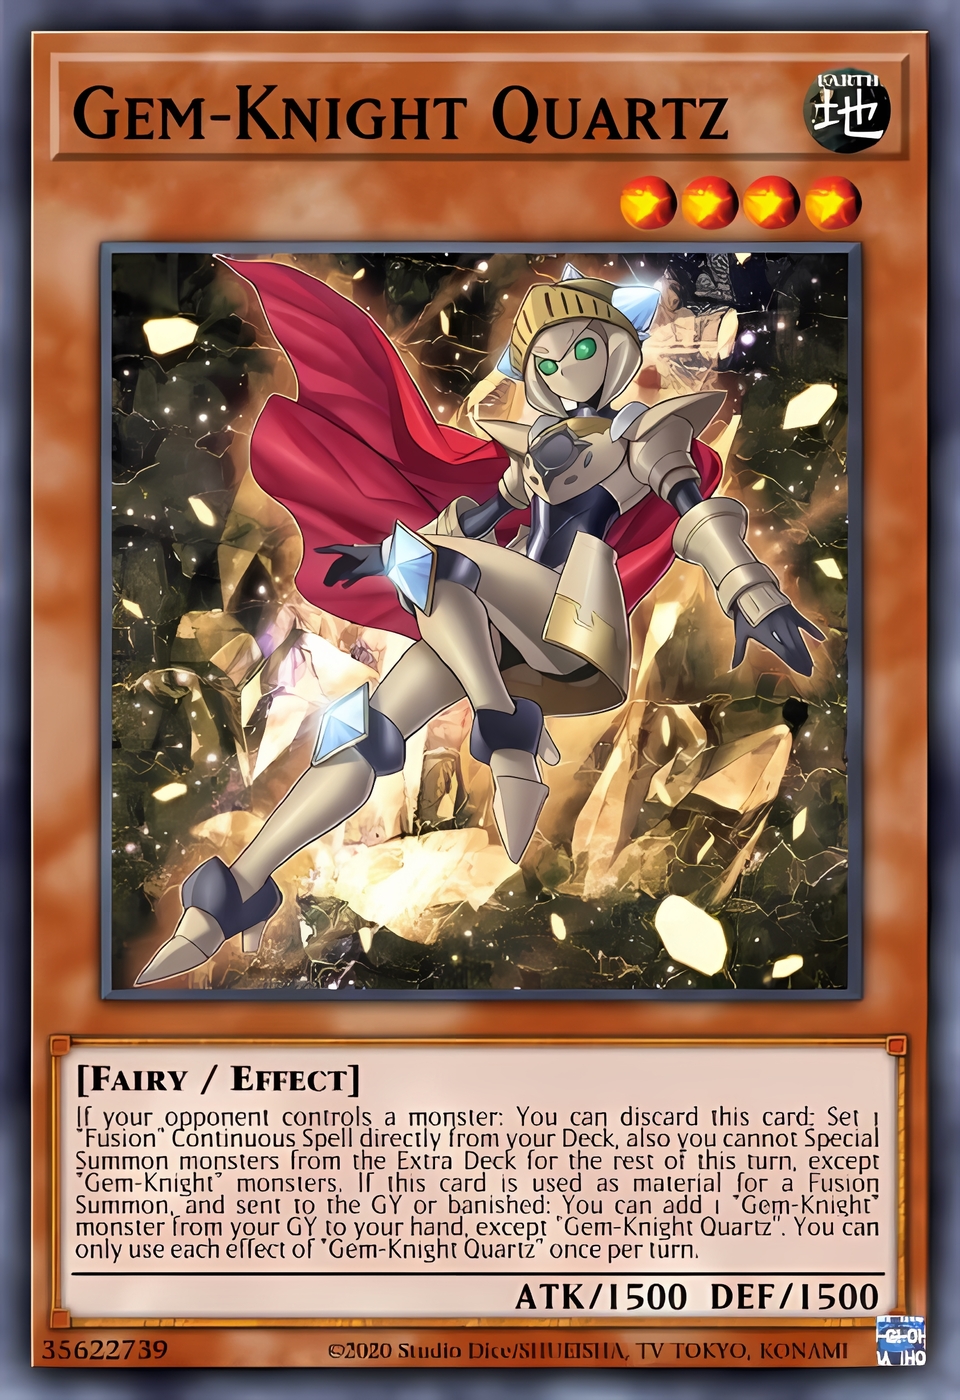 Gem-Knight Quartz
EARTH
地
[Fairy / Effect]
If your opponent controls a monster: You can discard this card; Set 1
"Fusion" Continuous Spell directly from your Deck, also you cannot Special
Summon monsters from the Extra Deck for the rest of this turn, except
"Gem-Knight" monsters. If this card is used as material for a Fusion
Summon, and sent to the GY or banished: You can add 1 "Gem-Knight"
monster from your GY to your hand, except "Gem-Knight Quartz". You can
only use each effect of "Gem-Knight Quartz" once per turn.
ATK/1500 DEF/1500
35622739
©2020 Studio Dice/SHUEISHA, TV TOKYO, KONAMI